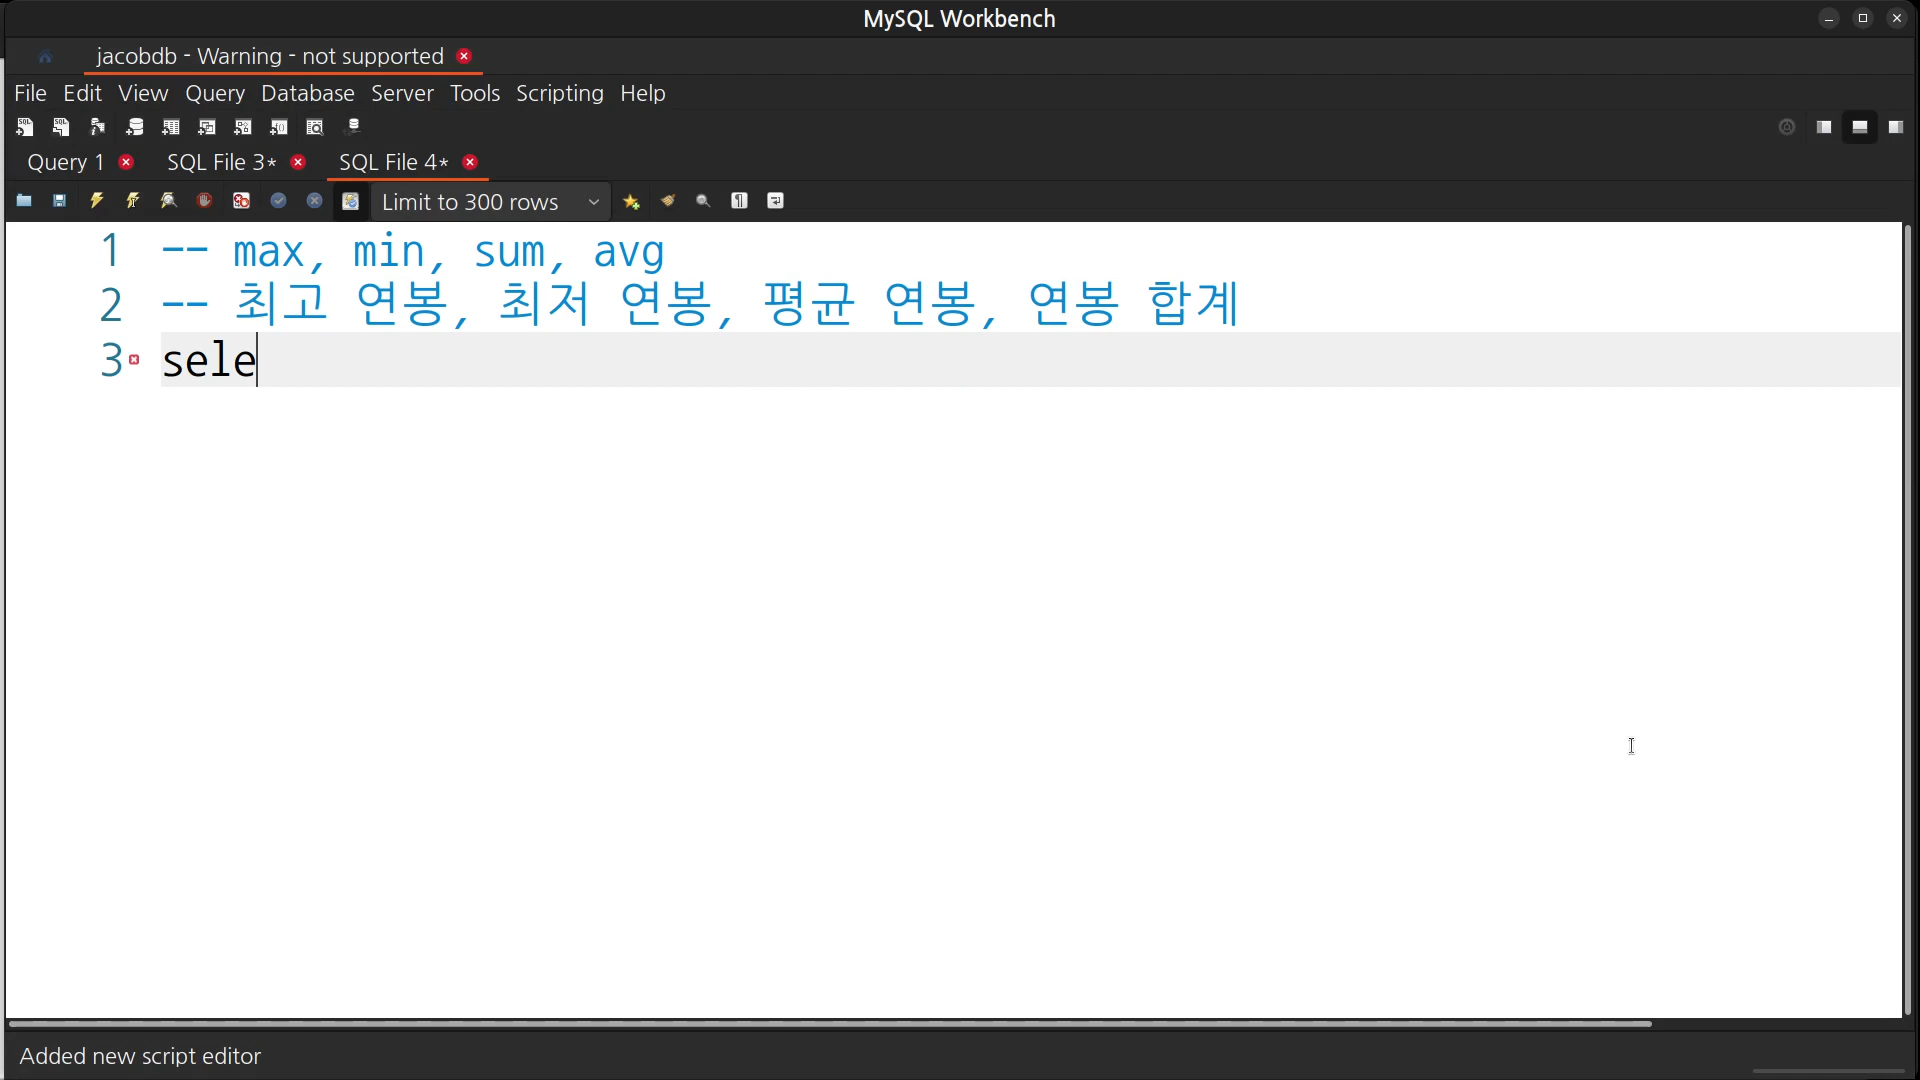 MySQL Workbench
jacobdb - Warning - not supported
File Edit View Query Database Server Tools Scripting Help
Query 1 SQL File 3* SQL File 4*
Limit to 300 rows
1 -- max, min, sum, avg
2 -- 최고 연봉, 최저 연봉, 평균 연봉, 연봉 합계
3 sele
Added new script editor